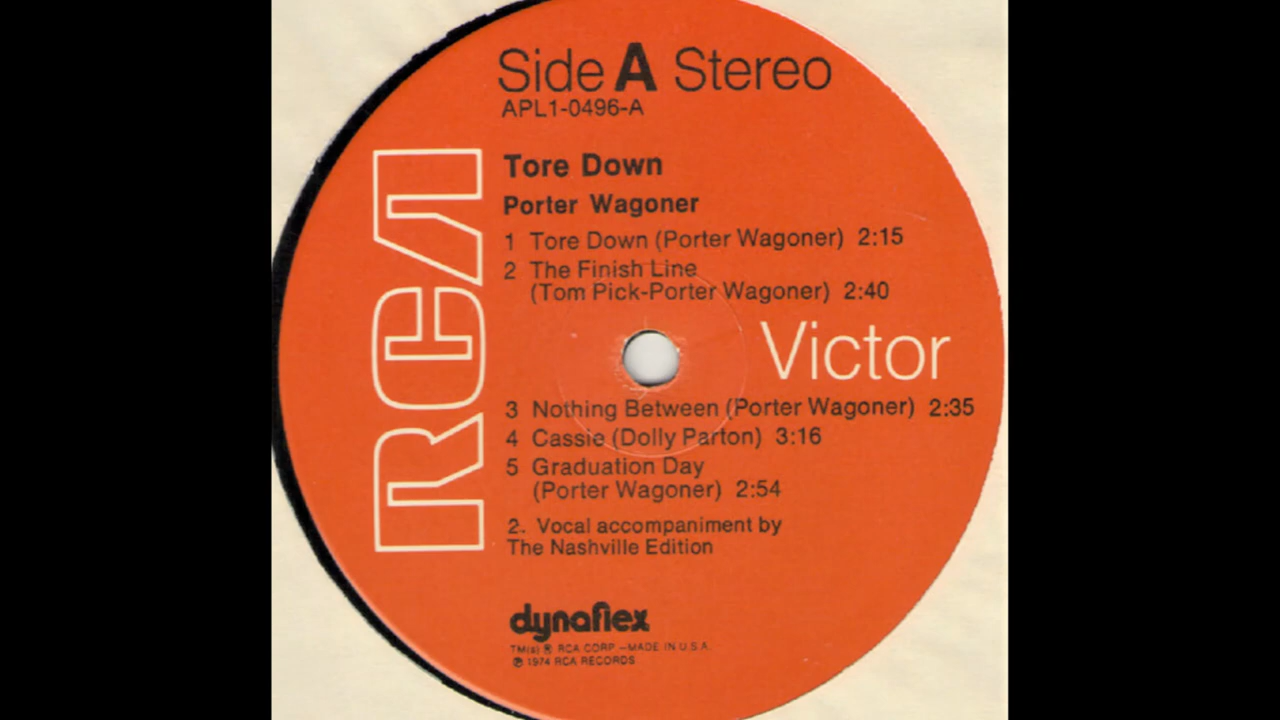 Side A Stereo
APL1-0496-A
Tore Down
Porter Wagoner
1 Tore Down (Porter Wagoner) 2:15
2 The Finish Line
(Tom Pick-Porter Wagoner) 2:40
RCA
Victor
3 Nothing Between (Porter Wagoner) 2:35
4 Cassie (Dolly Parton) 3:16
5 Graduation Day
(Porter Wagoner) 2:54
2. Vocal accompaniment by
The Nashville Edition
dynaflex
TM(s) ® RCA CORP.—MADE IN U.S.A.
℗ 1974 RCA RECORDS